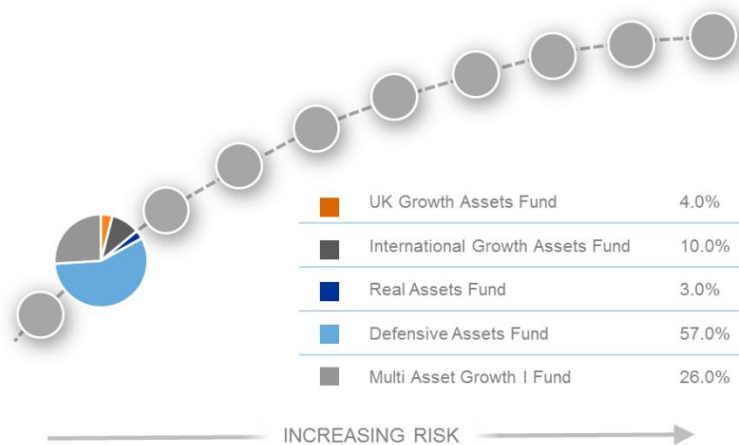 UK Growth Assets Fund 4.0%
International Growth Assets Fund 10.0%
Real Assets Fund 3.0%
Defensive Assets Fund 57.0%
Multi Asset Growth I Fund 26.0%
INCREASING RISK